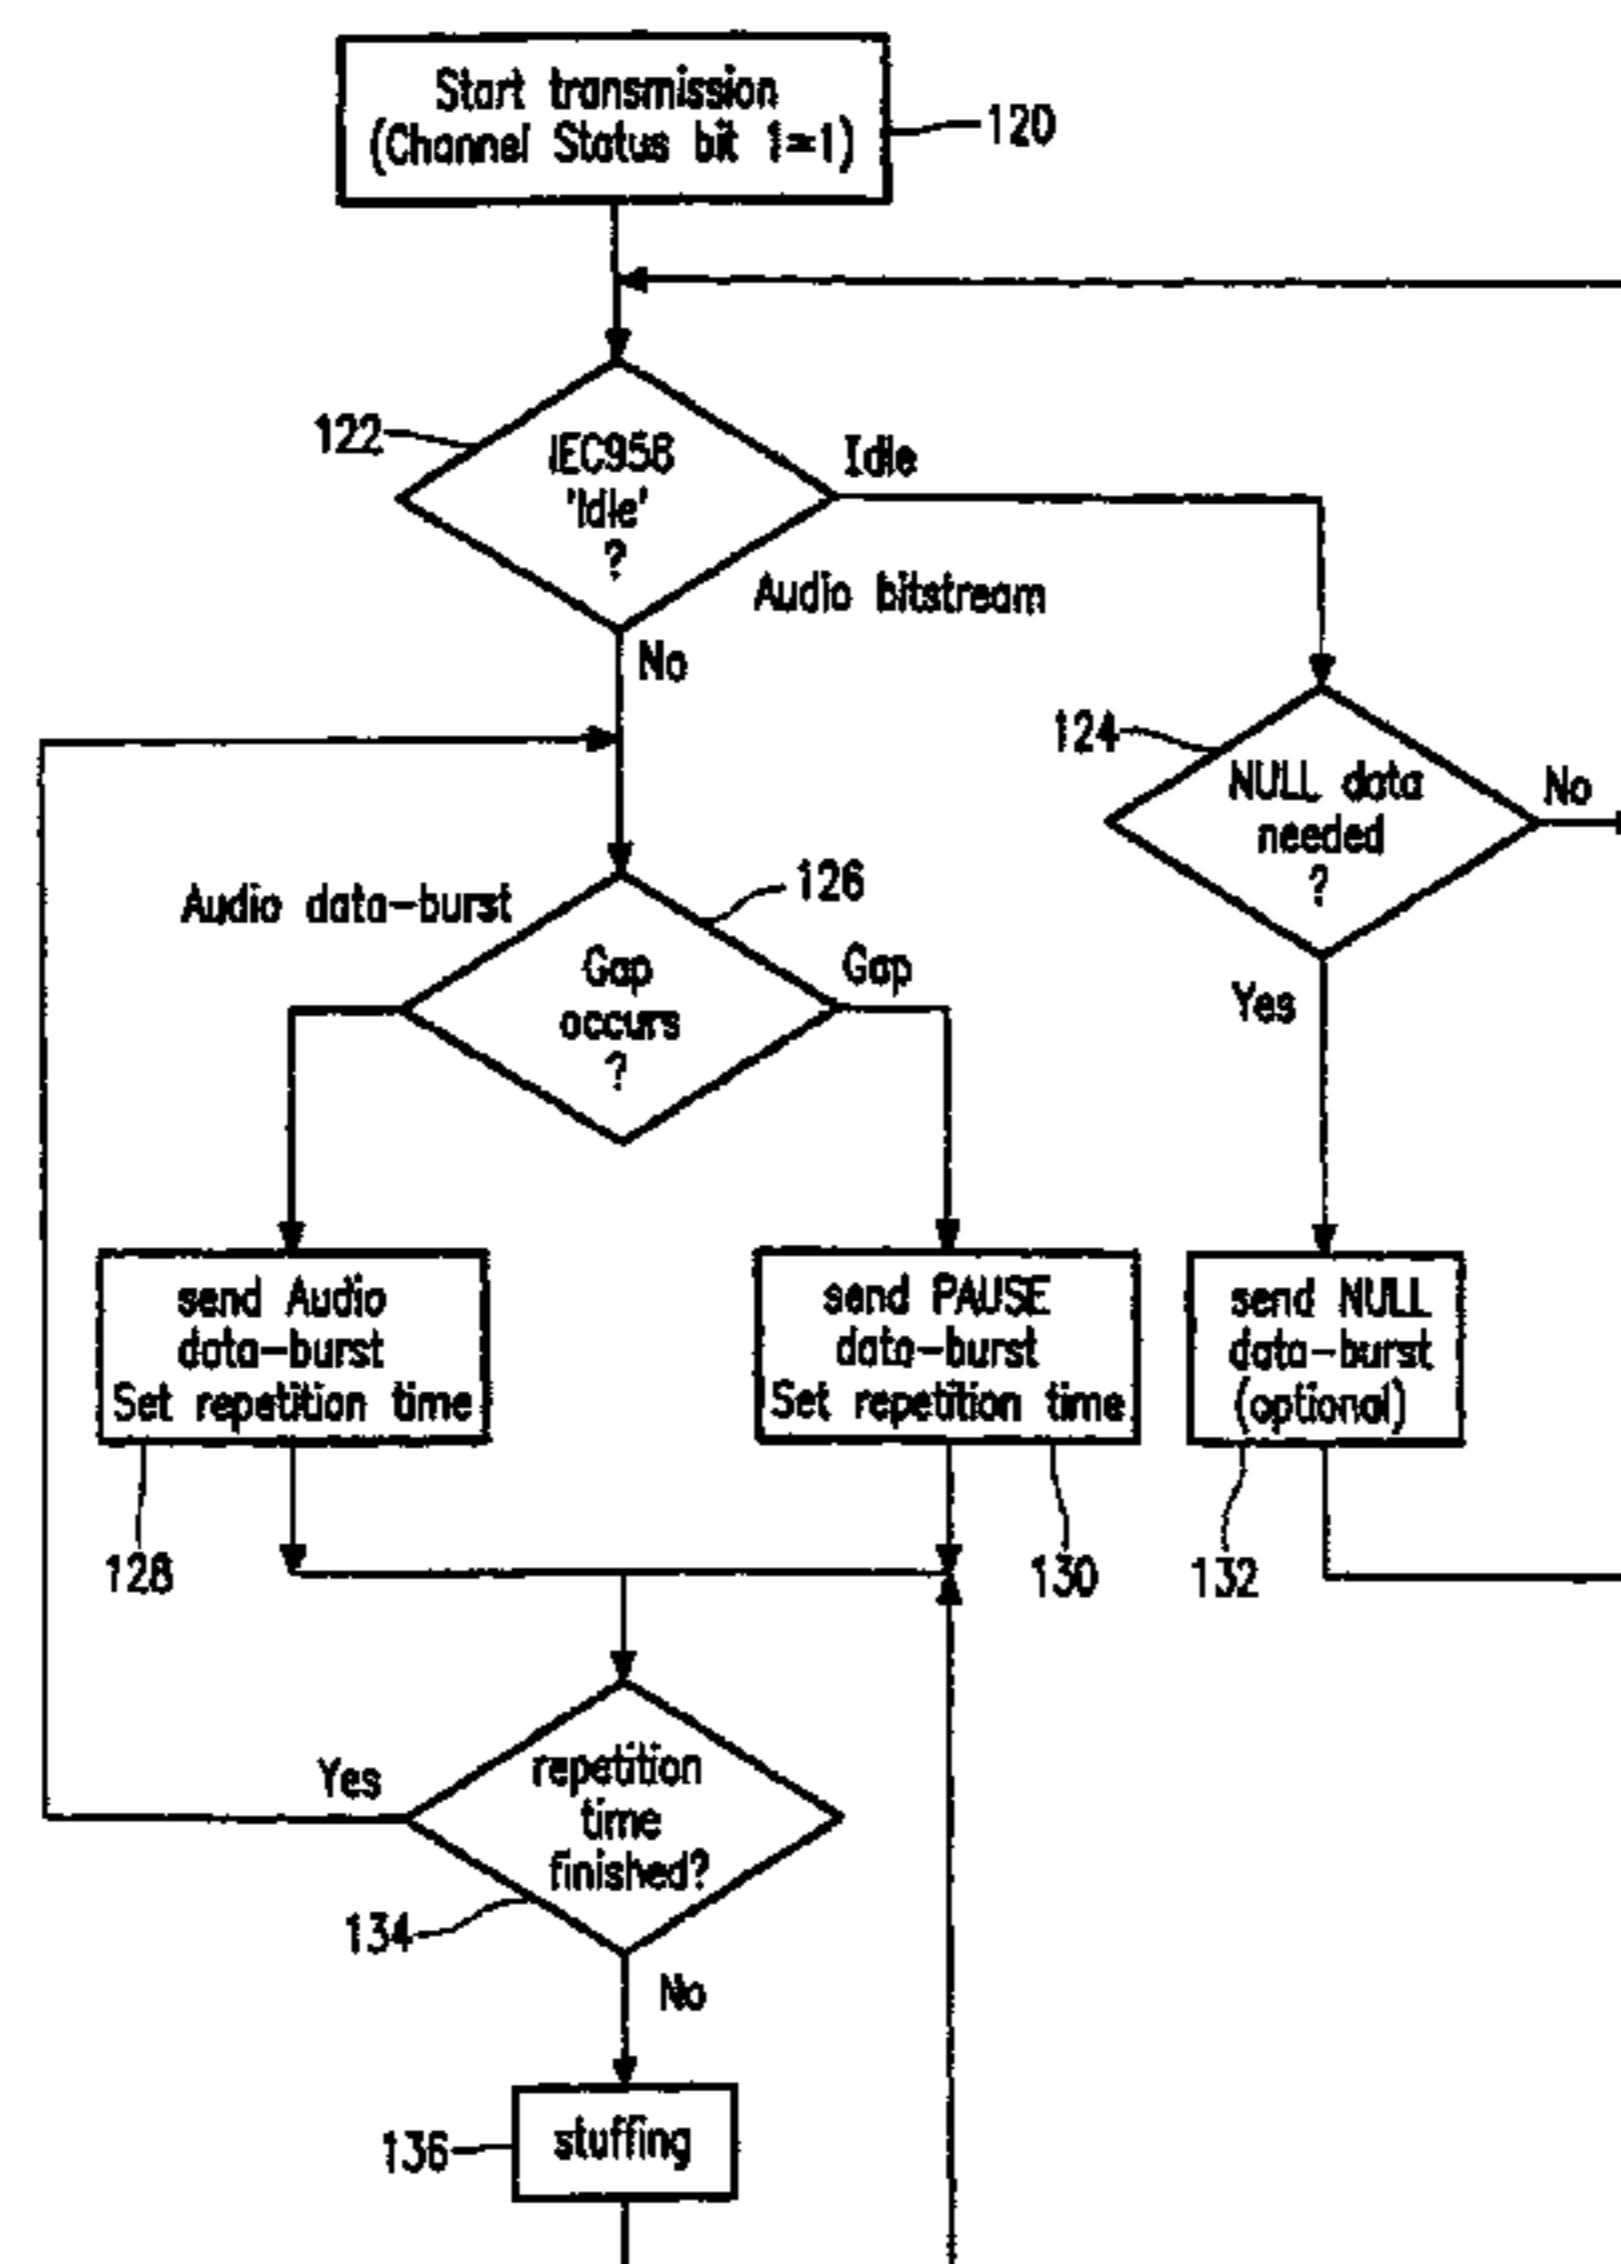 Start transmission
(Channel Status bit 1=1)
120
122
IEC958
'Idle'
?
Idle
Audio bitstream
No
124
NULL data
needed
?
No
Yes
Audio data-burst
126
Gap
occurs
?
Gap
send Audio
data-burst
Set repetition time
128
send PAUSE
data-burst
Set repetition time
130
send NULL
data-burst
(optional)
132
Yes
repetition
time
finished?
134
No
136
stuffing